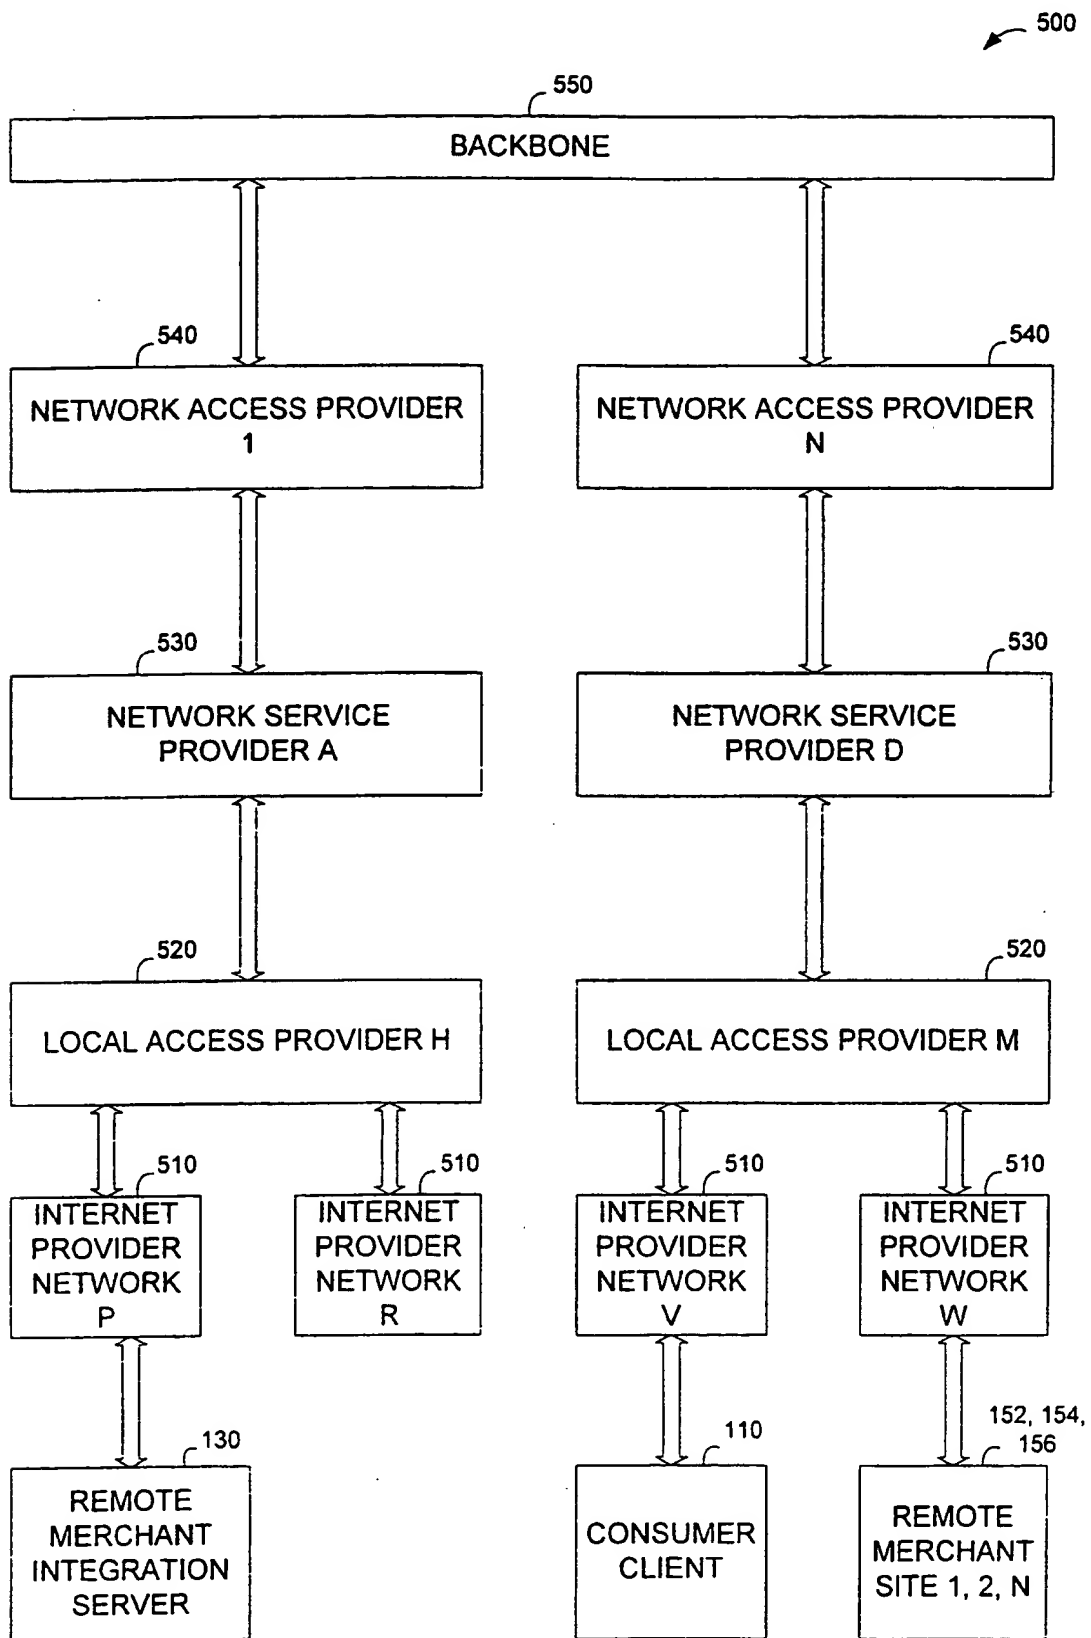 500
550
BACKBONE
540
540
NETWORK ACCESS PROVIDER
1
NETWORK ACCESS PROVIDER
N
530
530
NETWORK SERVICE
PROVIDER A
NETWORK SERVICE
PROVIDER D
520
520
LOCAL ACCESS PROVIDER H
LOCAL ACCESS PROVIDER M
510
510
510
510
INTERNET
PROVIDER
NETWORK
P
INTERNET
PROVIDER
NETWORK
R
INTERNET
PROVIDER
NETWORK
V
INTERNET
PROVIDER
NETWORK
W
130
110
152, 154,
156
REMOTE
MERCHANT
INTEGRATION
SERVER
CONSUMER
CLIENT
REMOTE
MERCHANT
SITE 1, 2, N